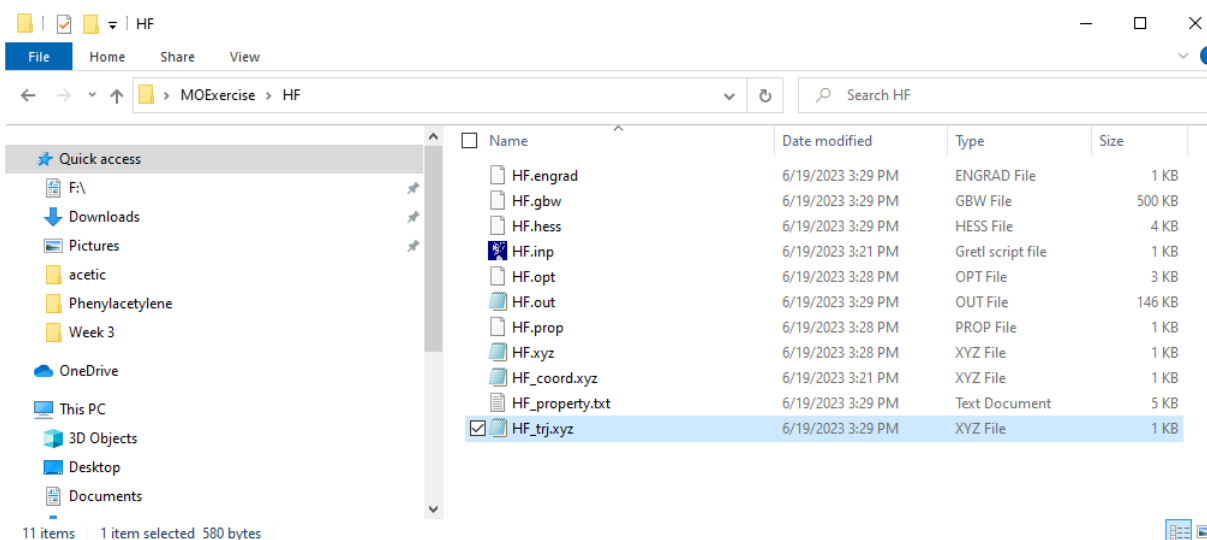 HF
File Home Share View
MOExercise > HF Search HF
Name Date modified Type Size
Quick access
F:\
Downloads
Pictures
acetic
Phenylacetylene
Week 3
OneDrive
This PC
3D Objects
Desktop
Documents
HF.engrad 6/19/2023 3:29 PM ENGRAD File 1 KB
HF.gbw 6/19/2023 3:29 PM GBW File 500 KB
HF.hess 6/19/2023 3:29 PM HESS File 4 KB
HF.inp 6/19/2023 3:21 PM Gretl script file 1 KB
HF.opt 6/19/2023 3:28 PM OPT File 3 KB
HF.out 6/19/2023 3:29 PM OUT File 146 KB
HF.prop 6/19/2023 3:28 PM PROP File 1 KB
HF.xyz 6/19/2023 3:28 PM XYZ File 1 KB
HF_coord.xyz 6/19/2023 3:21 PM XYZ File 1 KB
HF_property.txt 6/19/2023 3:29 PM Text Document 5 KB
HF_trj.xyz 6/19/2023 3:29 PM XYZ File 1 KB
11 items 1 item selected 580 bytes